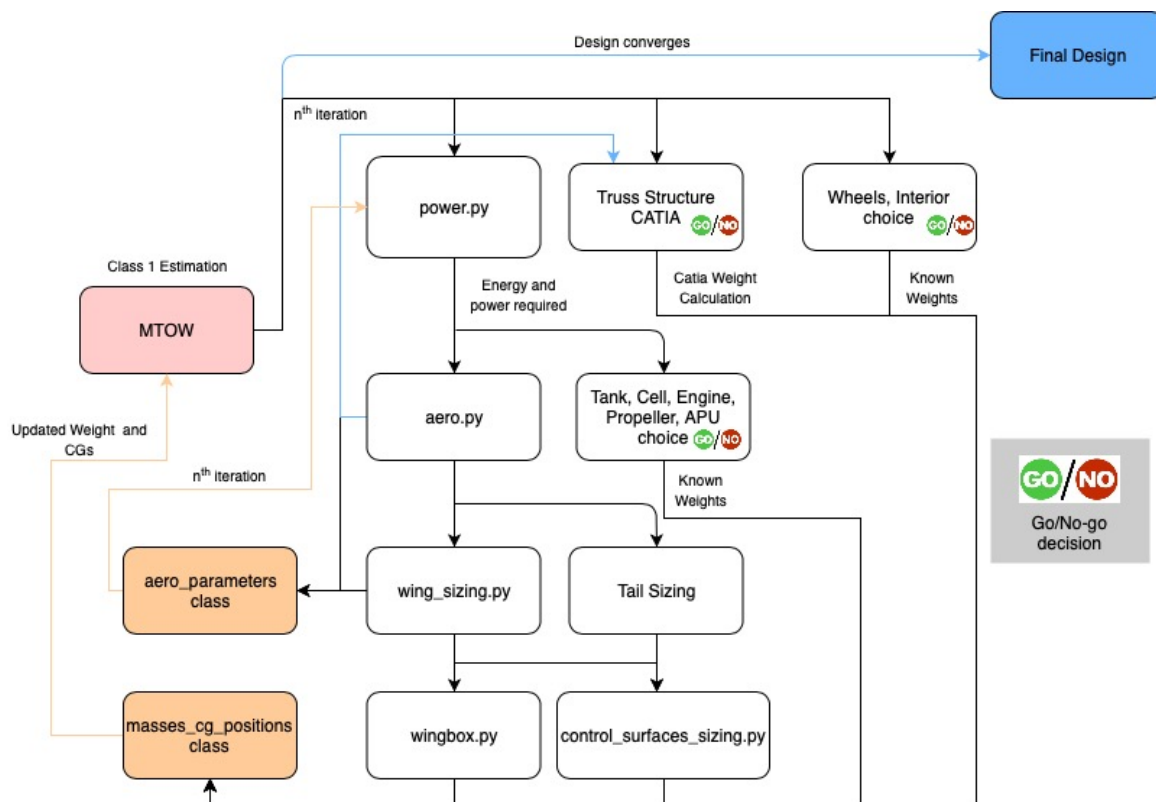 Design converges
Final Design
nth iteration
power.py
Truss Structure
CATIA
GO/NO
Wheels, Interior
choice
GO/NO
Class 1 Estimation
MTOW
Energy and
power required
Catia Weight
Calculation
Known
Weights
aero.py
Tank, Cell, Engine,
Propeller, APU
choice
GO/NO
Updated Weight and
CGs
nth iteration
Known
Weights
GO/NO
Go/No-go
decision
aero_parameters
class
wing_sizing.py
Tail Sizing
masses_cg_positions
class
wingbox.py
control_surfaces_sizing.py